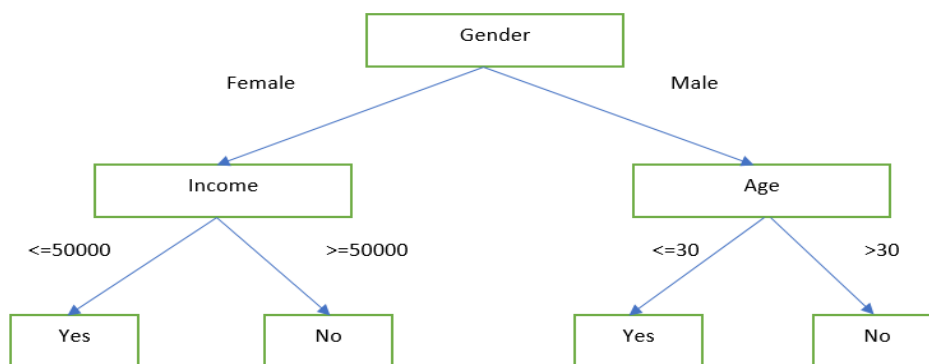 Gender
Female
Male
Income
Age
<=50000
>=50000
<=30
>30
Yes
No
Yes
No